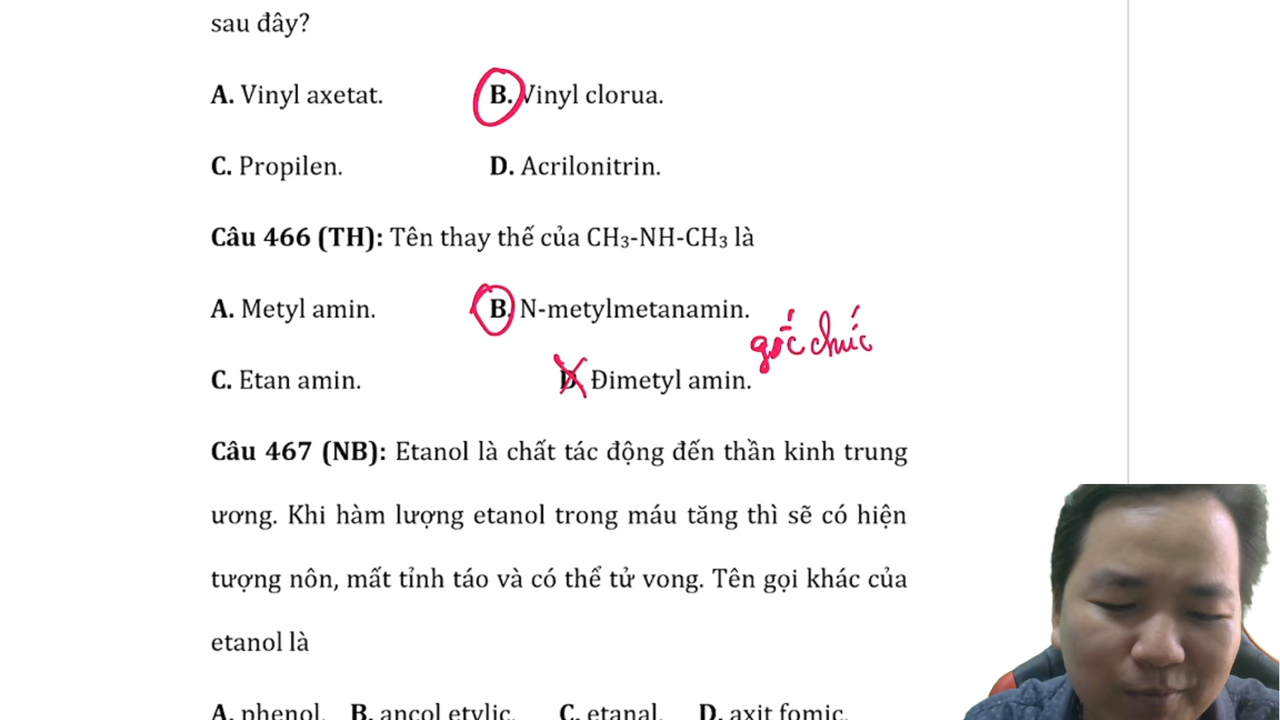 sau đây?
A. Vinyl axetat. B. Vinyl clorua.
C. Propilen. D. Acrilonitrin.
Câu 466 (TH): Tên thay thế của CH₃-NH-CH₃ là
A. Metyl amin. B. N-metylmetanamin.
gốc chức
C. Etan amin. D. Đimetyl amin.
Câu 467 (NB): Etanol là chất tác động đến thần kinh trung
ương. Khi hàm lượng etanol trong máu tăng thì sẽ có hiện
tượng nôn, mất tỉnh táo và có thể tử vong. Tên gọi khác của
etanol là
A. phenol. B. ancol etylic. C. etanal. D. axit fomic.